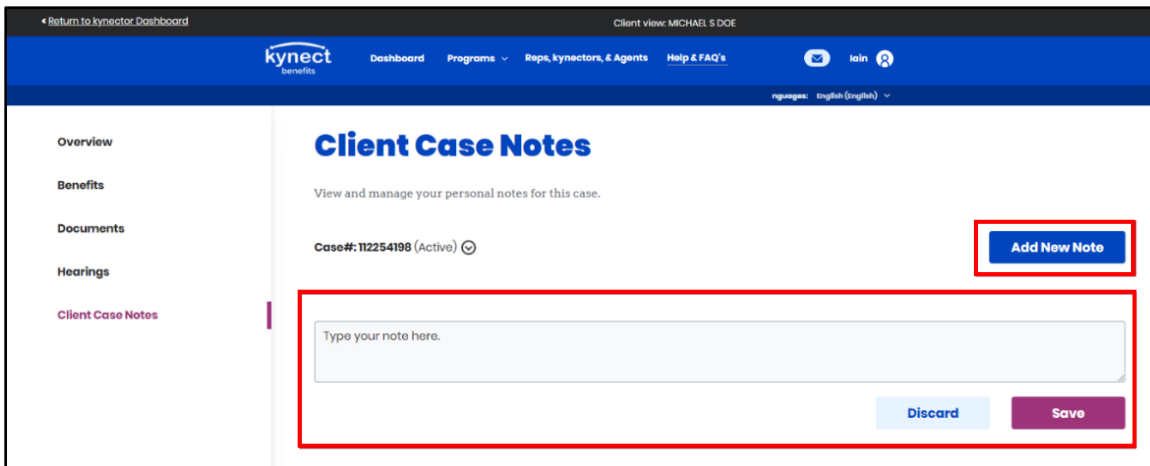 Return to kynector Dashboard Client view: MICHAEL S DOE
kynect
benefits
Dashboard Programs Reps, kynectors, & Agents Help & FAQ's Iain
nguages: English (English)
Overview
Benefits
Documents
Hearings
Client Case Notes
Client Case Notes
View and manage your personal notes for this case.
Case#: 112254198 (Active)
Add New Note
Type your note here.
Discard Save